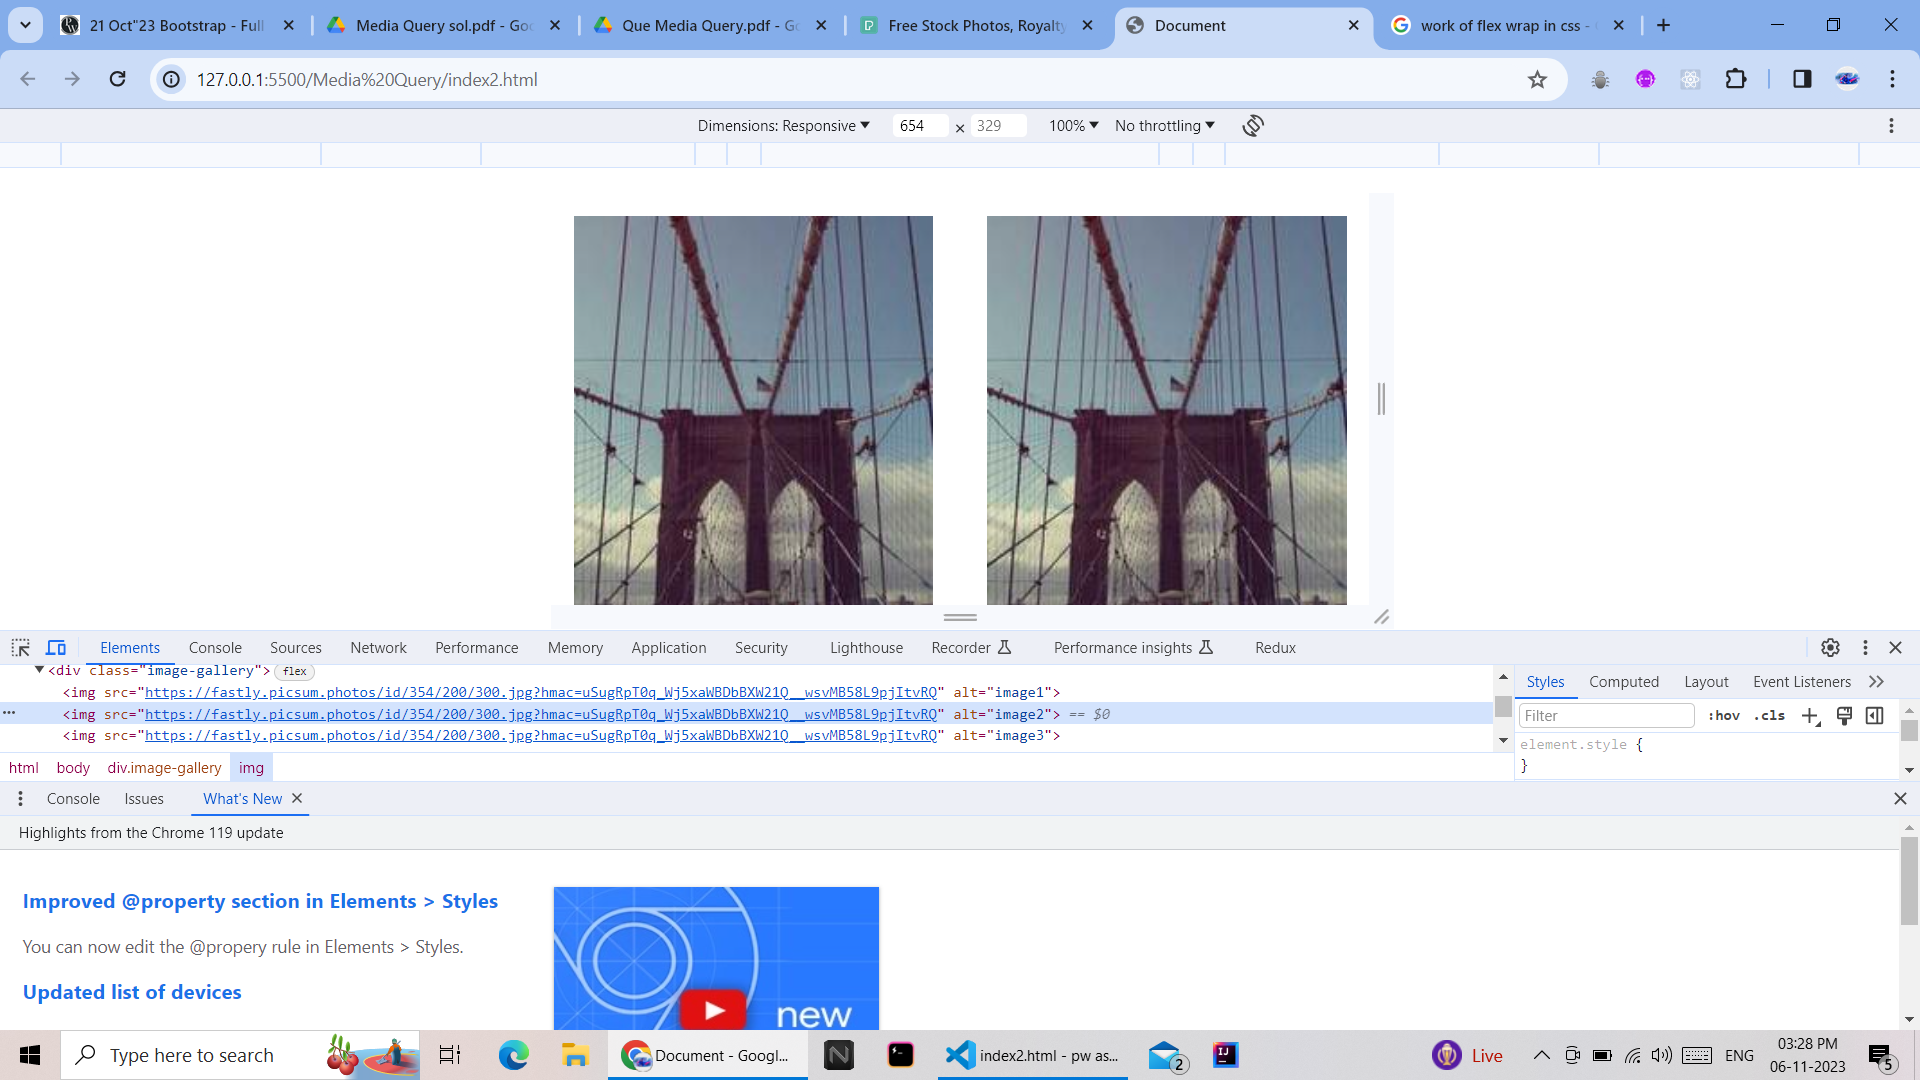 21 Oct"23 Bootstrap - Full
Media Query sol.pdf - Goo
Que Media Query.pdf - Go
Free Stock Photos, Royalty
Document
work of flex wrap in css -
127.0.0.1:5500/Media%20Query/index2.html
Dimensions: Responsive 654 × 329 100% No throttling
Elements Console Sources Network Performance Memory Application Security Lighthouse Recorder Performance insights Redux
<div class="image-gallery"> flex
<img src="https://fastly.picsum.photos/id/354/200/300.jpg?hmac=uSugRpT0q_Wj5xaWBDbBXW21Q__wsvMB58L9pjItvRQ" alt="image1">
<img src="https://fastly.picsum.photos/id/354/200/300.jpg?hmac=uSugRpT0q_Wj5xaWBDbBXW21Q__wsvMB58L9pjItvRQ" alt="image2"> == $0
<img src="https://fastly.picsum.photos/id/354/200/300.jpg?hmac=uSugRpT0q_Wj5xaWBDbBXW21Q__wsvMB58L9pjItvRQ" alt="image3">
html body div.image-gallery img
Styles Computed Layout Event Listeners
Filter :hov .cls
element.style {
}
Console Issues What's New
Highlights from the Chrome 119 update
Improved @property section in Elements > Styles
You can now edit the @propery rule in Elements > Styles.
Updated list of devices
new
Type here to search
Document - Googl...
index2.html - pw as...
2
Live
ENG
03:28 PM
06-11-2023
5